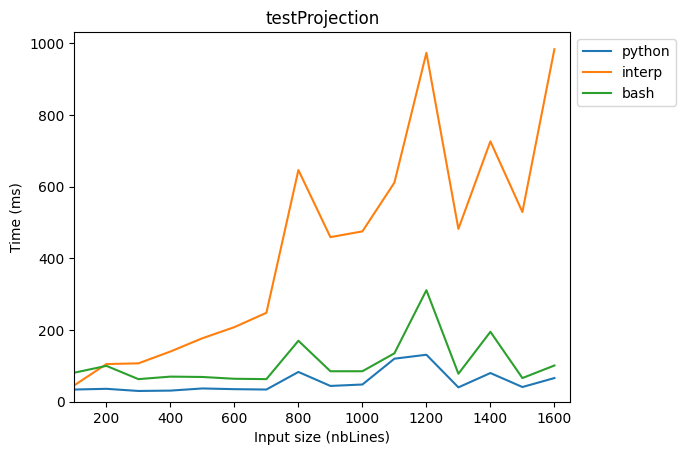 testProjection
python
interp
bash
Time (ms)
1000
800
600
400
200
0
200 400 600 800 1000 1200 1400 1600
Input size (nbLines)